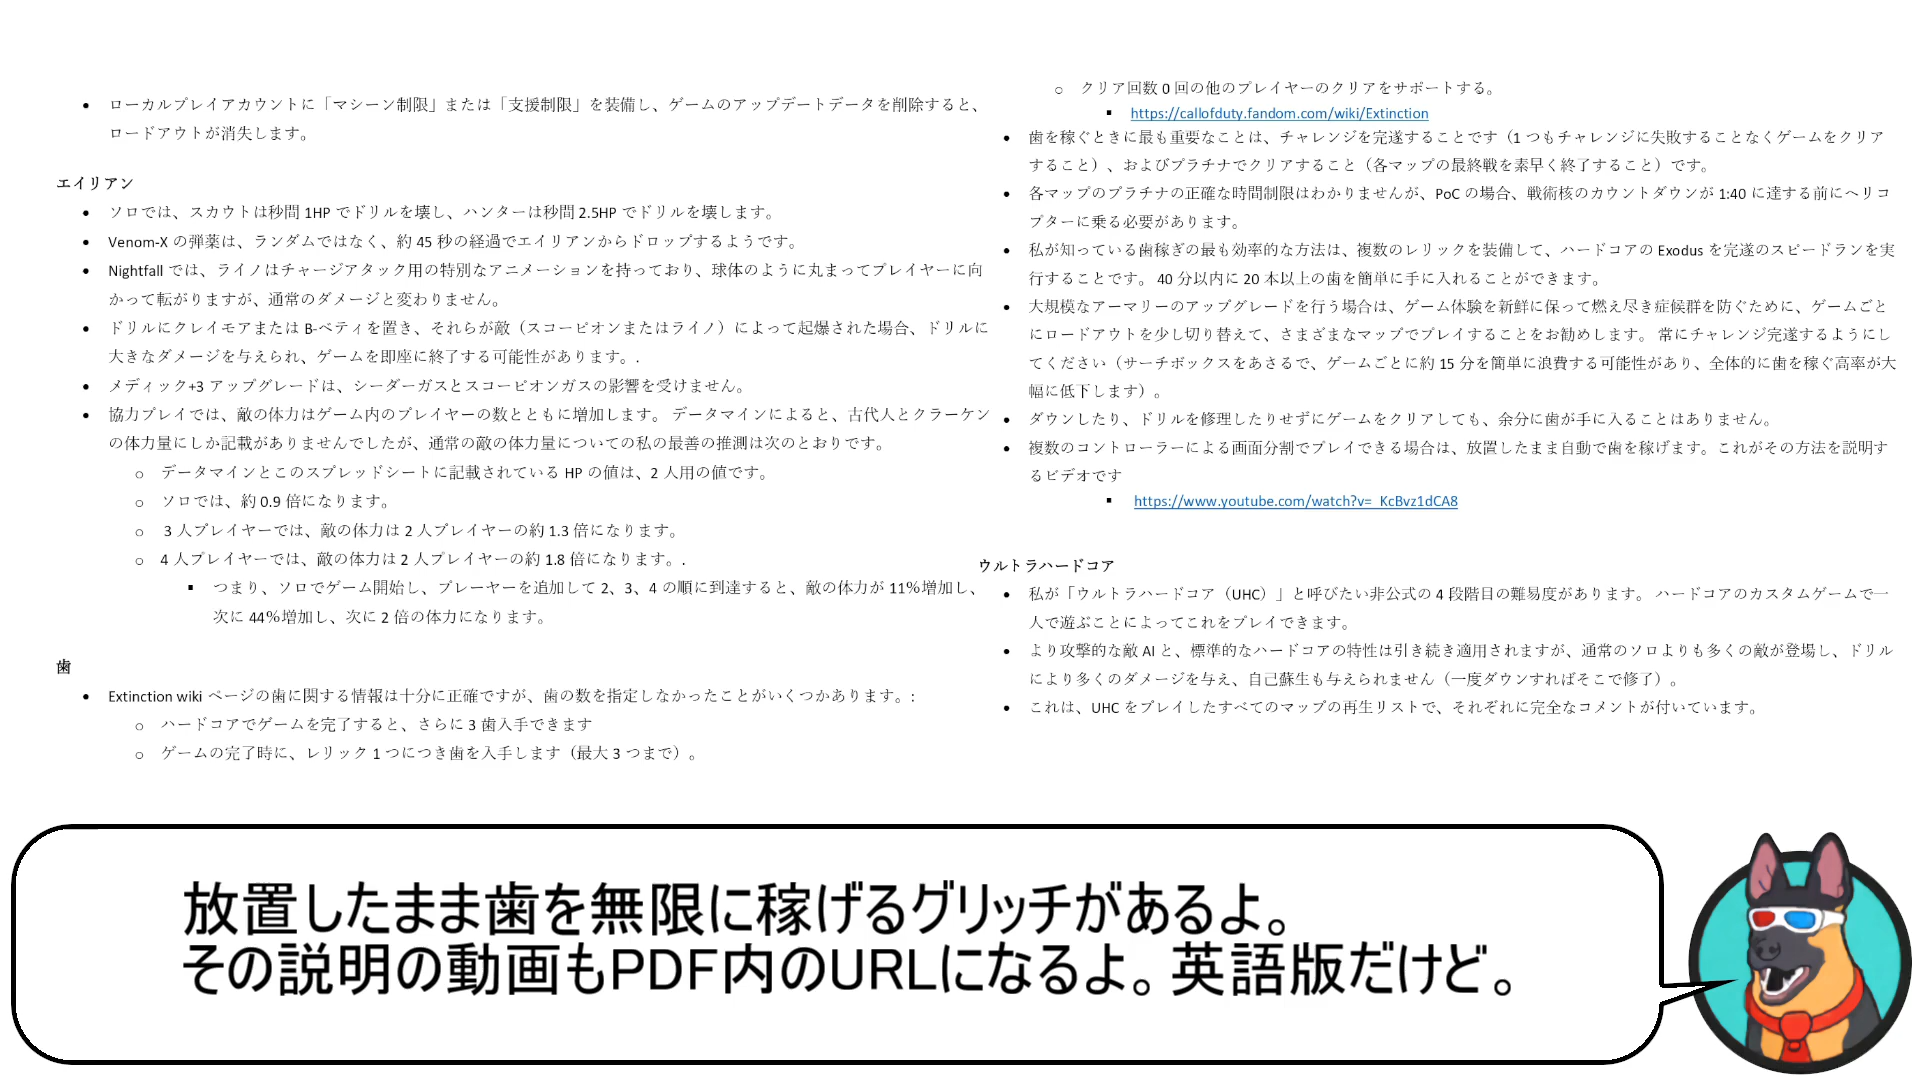 • ローカルプレイアカウントに「マシーン制限」または「支援制限」を装備し、ゲームのアップデートデータを削除すると、
ロードアウトが消失します。
エイリアン
• ソロでは、スカウトは秒間 1HP でドリルを壊し、ハンターは秒間 2.5HP でドリルを壊します。
• Venom-X の弾薬は、ランダムではなく、約 45 秒の経過でエイリアンからドロップするようです。
• Nightfall では、ライノはチャージアタック用の特別なアニメーションを持っており、球体のように丸まってプレイヤーに向
かって転がりますが、通常のダメージと変わりません。
• ドリルにクレイモアまたは B-ベティを置き、それらが敵（スコーピオンまたはライノ）によって起爆された場合、ドリルに
大きなダメージを与えられ、ゲームを即座に終了する可能性があります。.
• メディック+3 アップグレードは、シーダーガスとスコーピオンガスの影響を受けません。
• 協力プレイでは、敵の体力はゲーム内のプレイヤーの数とともに増加します。 データマインによると、古代人とクラーケン
の体力量にしか記載がありませんでしたが、通常の敵の体力量についての私の最善の推測は次のとおりです。
○ データマインとこのスプレッドシートに記載されている HP の値は、2 人用の値です。
○ ソロでは、約 0.9 倍になります。
○ 3 人プレイヤーでは、敵の体力は 2 人プレイヤーの約 1.3 倍になります。
○ 4 人プレイヤーでは、敵の体力は 2 人プレイヤーの約 1.8 倍になります。.
▪ つまり、ソロでゲーム開始し、プレーヤーを追加して 2、3、4 の順に到達すると、敵の体力が 11%増加し、
次に 44%増加し、次に 2 倍の体力になります。
歯
• Extinction wiki ページの歯に関する情報は十分に正確ですが、歯の数を指定しなかったことがいくつかあります。:
○ ハードコアでゲームを完了すると、さらに 3 歯入手できます
○ ゲームの完了時に、レリック 1 つにつき歯を入手します（最大 3 つまで）。
○ クリア回数 0 回の他のプレイヤーのクリアをサポートする。
▪ https://callofduty.fandom.com/wiki/Extinction
• 歯を稼ぐときに最も重要なことは、チャレンジを完遂することです（1 つもチャレンジに失敗することなくゲームをクリア
すること）、およびプラチナでクリアすること（各マップの最終戦を素早く終了すること）です。
• 各マップのプラチナの正確な時間制限はわかりませんが、PoC の場合、戦術核のカウントダウンが 1:40 に達する前にヘリコ
プターに乗る必要があります。
• 私が知っている歯稼ぎの最も効率的な方法は、複数のレリックを装備して、ハードコアの Exodus を完遂のスピードランを実
行することです。 40 分以内に 20 本以上の歯を簡単に手に入れることができます。
• 大規模なアーマリーのアップグレードを行う場合は、ゲーム体験を新鮮に保って燃え尽き症候群を防ぐために、ゲームごと
にロードアウトを少し切り替えて、さまざまなマップでプレイすることをお勧めします。 常にチャレンジ完遂するようにし
てください（サーチボックスをあさるで、ゲームごとに約 15 分を簡単に浪費する可能性があり、全体的に歯を稼ぐ高率が大
幅に低下します）。
• ダウンしたり、ドリルを修理したりせずにゲームをクリアしても、余分に歯が手に入ることはありません。
• 複数のコントローラーによる画面分割でプレイできる場合は、放置したまま自動で歯を稼げます。これがその方法を説明す
るビデオです
▪ https://www.youtube.com/watch?v=_KcBvz1dCA8
ウルトラハードコア
• 私が「ウルトラハードコア（UHC）」と呼びたい非公式の 4 段階目の難易度があります。 ハードコアのカスタムゲームで一
人で遊ぶことによってこれをプレイできます。
• より攻撃的な敵 AI と、標準的なハードコアの特性は引き続き適用されますが、通常のソロよりも多くの敵が登場し、ドリル
により多くのダメージを与え、自己蘇生も与えられません（一度ダウンすればそこで修了）。
• これは、UHC をプレイしたすべてのマップの再生リストで、それぞれに完全なコメントが付いています。
放置したまま歯を無限に稼げるグリッチがあるよ。
その説明の動画もPDF内のURLになるよ。英語版だけど。